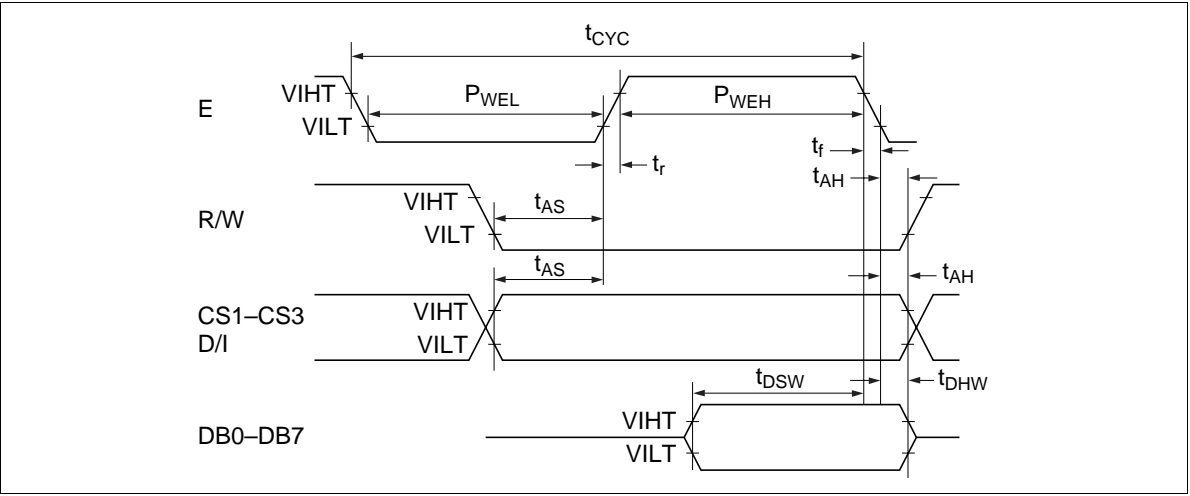 tCYC
E
VIHT
VILT
PWEL
PWEH
tr
tf
tAH
R/W
VIHT
VILT
tAS
tAS
tAH
CS1–CS3
D/I
VIHT
VILT
tDSW
tDHW
DB0–DB7
VIHT
VILT